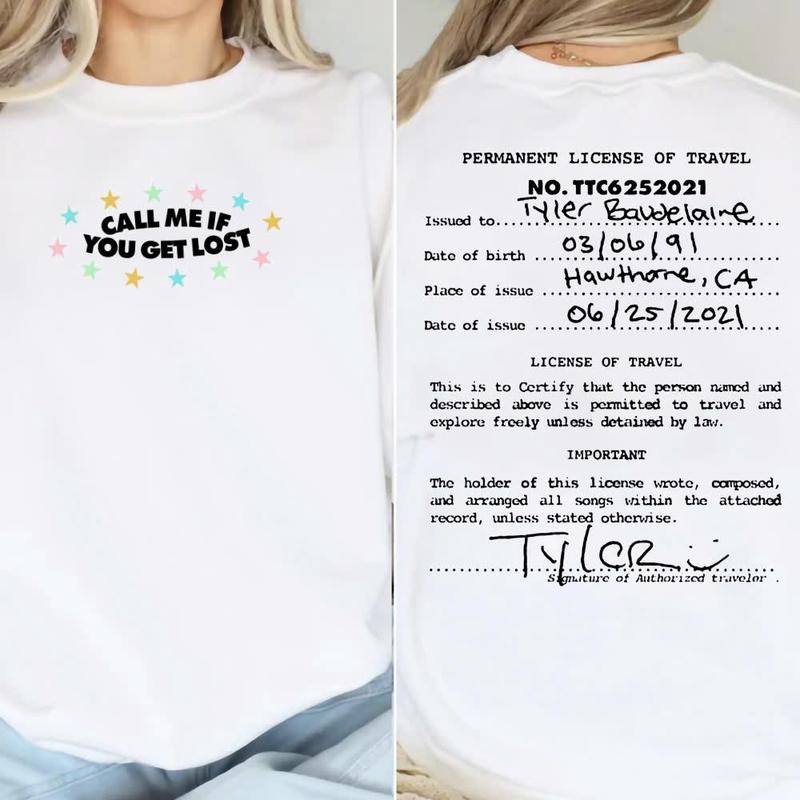 CALL ME IF
YOU GET LOST
PERMANENT LICENSE OF TRAVEL
NO. TTC6252021
Issued to.....Tyler Baudelaire.....
Date of birth .....03/06/91.....
Place of issue .....Hawthorne, CA.....
Date of issue .....06/25/2021.....
LICENSE OF TRAVEL
This is to Certify that the person named and
described above is permitted to travel and
explore freely unless detained by law.
IMPORTANT
The holder of this license wrote, composed,
and arranged all songs within the attached
record, unless stated otherwise.
TylER
Signature of Authorized traveler .